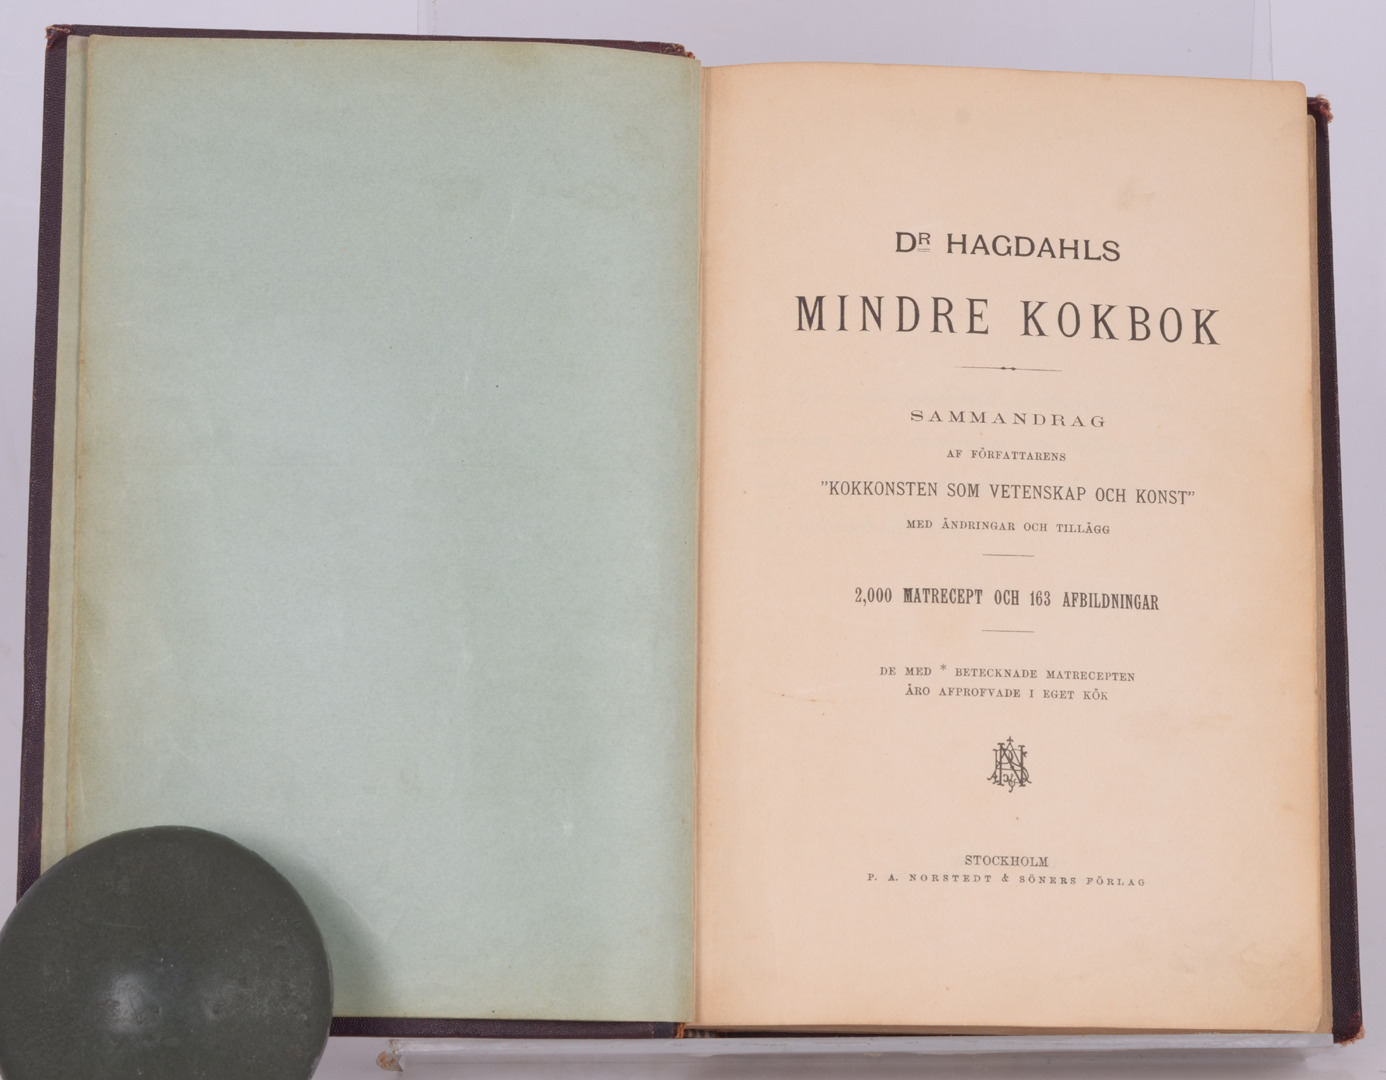 DR HAGDAHLS
MINDRE KOKBOK
SAMMANDRAG
AF FÖRFATTARENS
”KOKKONSTEN SOM VETENSKAP OCH KONST”
MED ÄNDRINGAR OCH TILLÄGG
2,000 MATRECEPT OCH 163 AFBILDNINGAR
DE MED * BETECKNADE MATRECEPTEN
ÄRO AFPROFVADE I EGET KÖK
STOCKHOLM
P. A. NORSTEDT & SÖNERS FÖRLAG